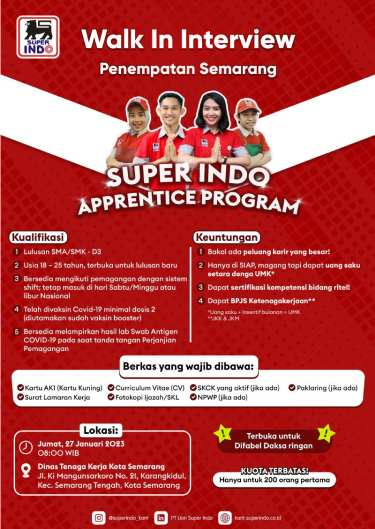 SUPER
INDO
Walk In Interview
Penempatan Semarang
SUPER INDO
APPRENTICE PROGRAM
Kualifikasi
1 Lulusan SMA/SMK - D3
2 Usia 18 - 25 tahun, terbuka untuk lulusan baru
3 Bersedia mengikuti pemagangan dengan sistem
shift; tetap masuk di hari Sabtu/Minggu atau
libur Nasional
4 Telah divaksin Covid-19 minimal dosis 2
(diutamakan sudah vaksin booster)
5 Bersedia melampirkan hasil lab Swab Antigen
COVID-19 pada saat tanda tangan Perjanjian
Pemagangan
Keuntungan
1 Bakal ada peluang karir yang besar!
2 Hanya di SIAP, magang tapi dapat uang saku
setara dengan UMK*
3 Dapat sertifikasi kompetensi bidang ritel!
4 Dapat BPJS Ketenagakerjaan**
*Uang saku + Insentif bulanan = UMK
**JKK & JKM
Berkas yang wajib dibawa:
Kartu AK1 (Kartu Kuning)
Curriculum Vitae (CV)
SKCK yang aktif (jika ada)
Paklaring (jika ada)
Surat Lamaran Kerja
Fotokopi Ijazah/SKL
NPWP (jika ada)
Lokasi:
Jumat, 27 Januari 2023
08:00 WIB
Dinas Tenaga Kerja Kota Semarang
Jl. Ki Mangunsarkoro No. 21, Karangkidul,
Kec. Semarang Tengah, Kota Semarang
Terbuka untuk
Difabel Daksa ringan
KUOTA TERBATAS!
Hanya untuk 200 orang pertama
@superindo_karir
PT Lion Super Indo
karir.superindo.co.id